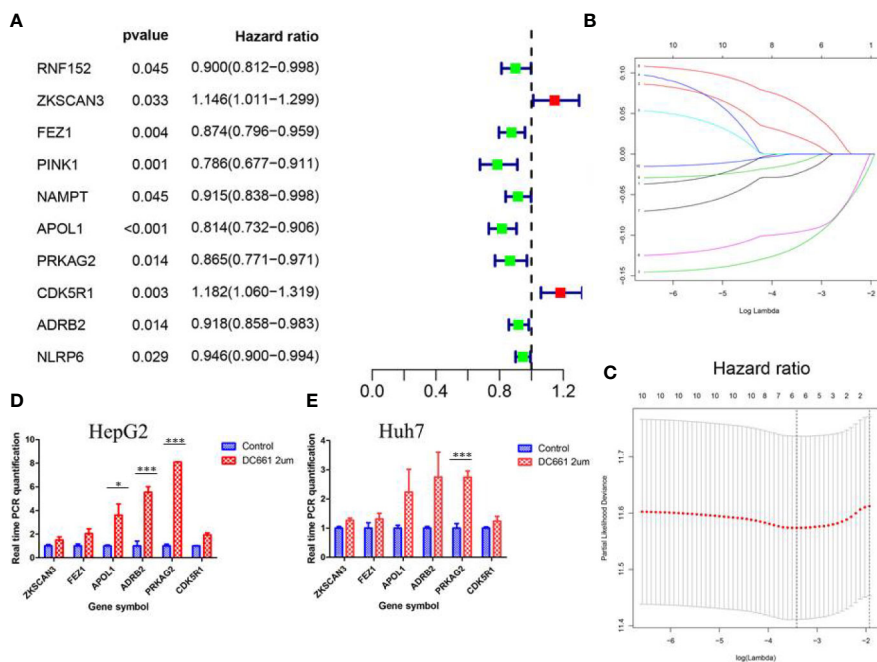 A
pvalue Hazard ratio
RNF152 0.045 0.900(0.812−0.998)
ZKSCAN3 0.033 1.146(1.011−1.299)
FEZ1 0.004 0.874(0.796−0.959)
PINK1 0.001 0.786(0.677−0.911)
NAMPT 0.045 0.915(0.838−0.998)
APOL1 <0.001 0.814(0.732−0.906)
PRKAG2 0.014 0.865(0.771−0.971)
CDK5R1 0.003 1.182(1.060−1.319)
ADRB2 0.014 0.918(0.858−0.983)
NLRP6 0.029 0.946(0.900−0.994)
0.0 0.4 0.8 1.2
Hazard ratio
B
10 10 8 6 1
0.10
0.05
0.00
-0.05
-0.10
-0.15
-6 -5 -4 -3 -2
Log Lambda
C
10 10 10 10 10 10 10 8 7 6 6 5 3 2 2
11.7
11.6
11.5
11.4
Partial Likelihood Deviance
-6 -5 -4 -3 -2
log(Lambda)
D
HepG2
Control
DC661 2um
Real time PCR quantification
10
8
6
4
2
0
* *** ***
ZKSCAN3 FEZ1 APOL1 ADRB2 PRKAG2 CDK5R1
Gene symbol
E
Huh7
Control
DC661 2um
Real time PCR quantification
4
3
2
1
0
***
ZKSCAN3 FEZ1 APOL1 ADRB2 PRKAG2 CDK5R1
Gene symbol